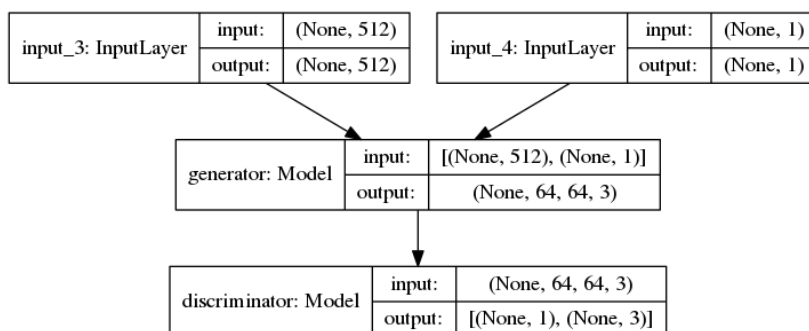 input_3: InputLayer
input: (None, 512)
output: (None, 512)
input_4: InputLayer
input: (None, 1)
output: (None, 1)
generator: Model
input: [(None, 512), (None, 1)]
output: (None, 64, 64, 3)
discriminator: Model
input: (None, 64, 64, 3)
output: [(None, 1), (None, 3)]